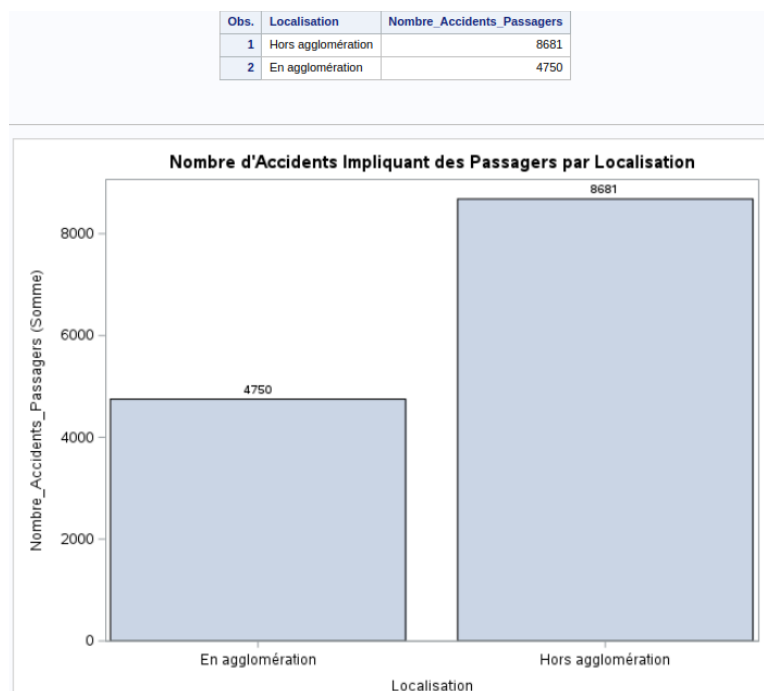 Obs. Localisation Nombre_Accidents_Passagers
1 Hors agglomération 8681
2 En agglomération 4750
Nombre d'Accidents Impliquant des Passagers par Localisation
Nombre_Accidents_Passagers (Somme)
8000
6000
4000
2000
0
4750
8681
En agglomération Hors agglomération
Localisation